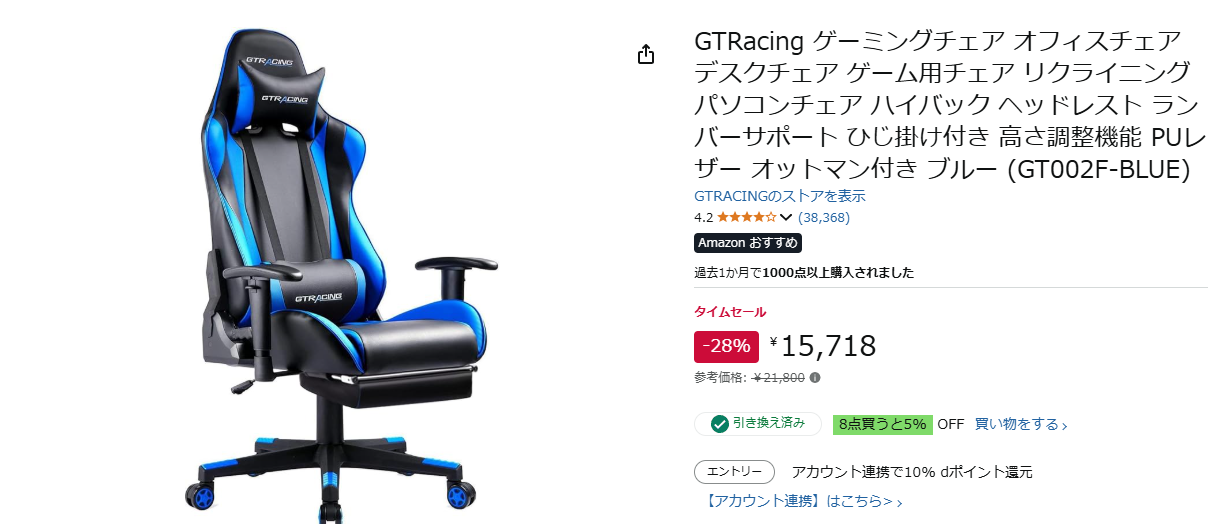 GTRACING
GTRACING
GTRACING
GTRacing ゲーミングチェア オフィスチェア
デスクチェア ゲーム用チェア リクライニング
パソコンチェア ハイバック ヘッドレスト ラン
バーサポート ひじ掛け付き 高さ調整機能 PUレ
ザー オットマン付き ブルー (GT002F-BLUE)
GTRACINGのストアを表示
4.2 (38,368)
Amazon おすすめ
過去1か月で1000点以上購入されました
タイムセール
-28% ¥15,718
参考価格: ¥21,800
引き換え済み 8点買うと5% OFF 買い物をする
エントリー アカウント連携で10% dポイント還元
【アカウント連携】はこちら>